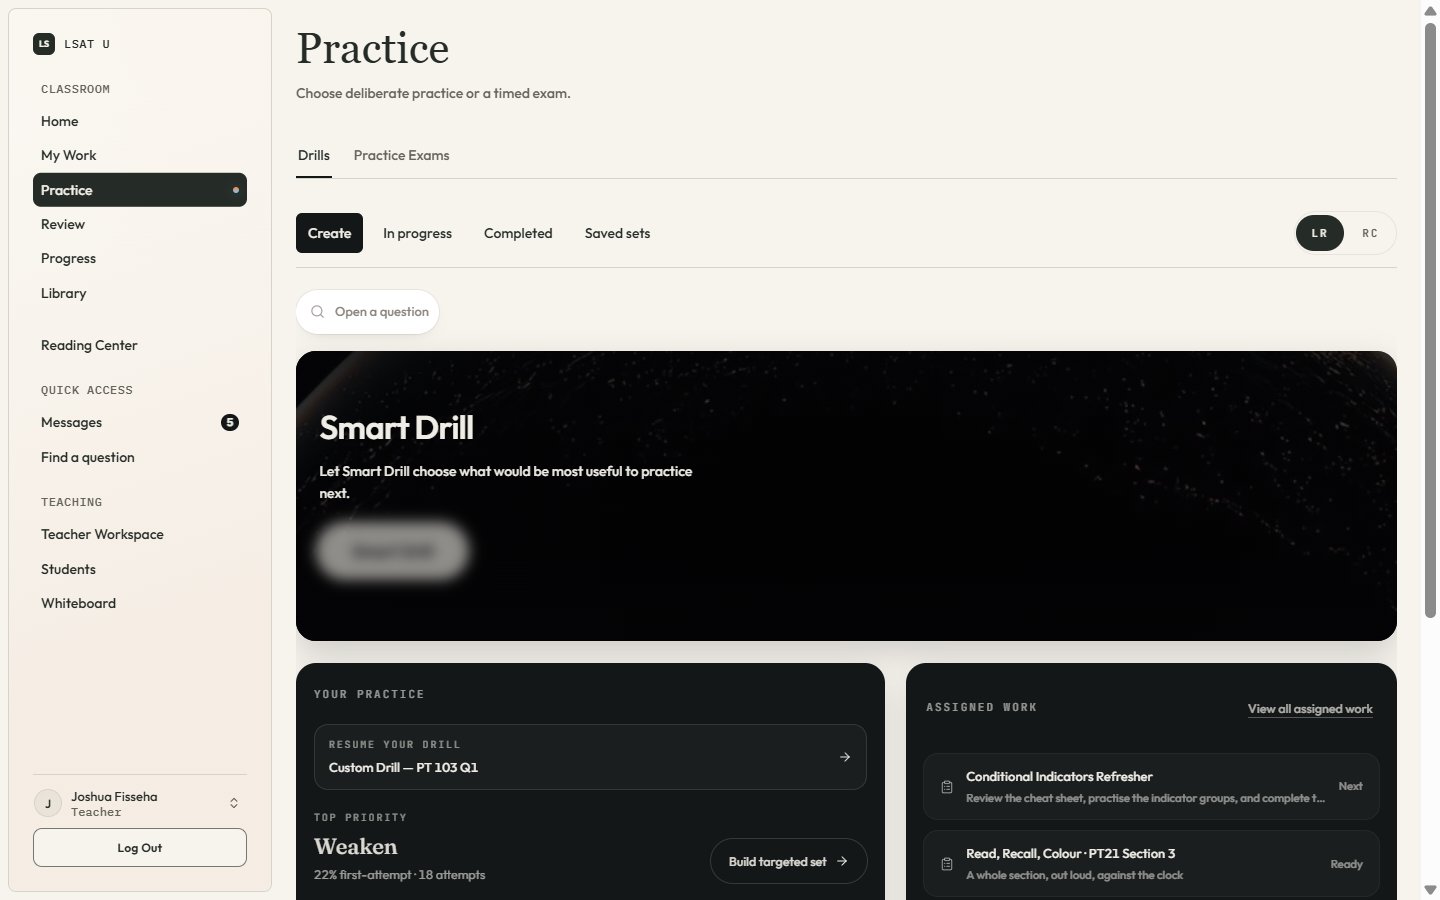 LS LSAT U
CLASSROOM
Home
My Work
Practice
Review
Progress
Library
Reading Center
QUICK ACCESS
Messages 5
Find a question
TEACHING
Teacher Workspace
Students
Whiteboard
J Joshua Fisseha
Teacher
Log Out
Practice
Choose deliberate practice or a timed exam.
Drills Practice Exams
Create In progress Completed Saved sets LR RC
Open a question
Smart Drill
Let Smart Drill choose what would be most useful to practice
next.
YOUR PRACTICE
RESUME YOUR DRILL
Custom Drill — PT 103 Q1
TOP PRIORITY
Weaken
22% first-attempt · 18 attempts
Build targeted set
ASSIGNED WORK
View all assigned work
Conditional Indicators Refresher
Review the cheat sheet, practise the indicator groups, and complete t...
Next
Read, Recall, Colour · PT21 Section 3
A whole section, out loud, against the clock
Ready